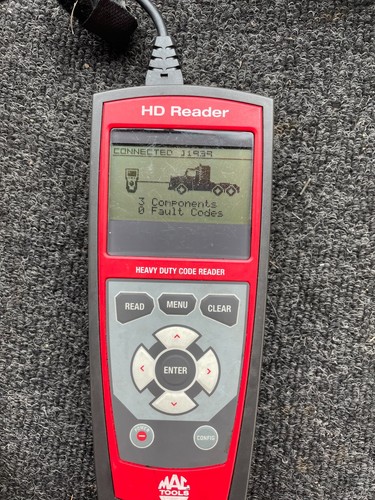 HD Reader
CONNECTED J1939
3 Components
0 Fault Codes
HEAVY DUTY CODE READER
READ MENU CLEAR
ENTER
POWER CONFIG
MAC
TOOLS